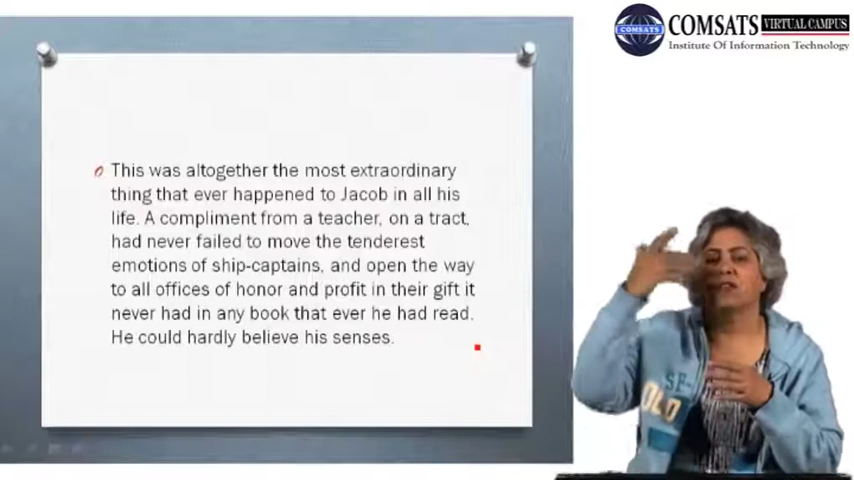 COMSATS VIRTUAL CAMPUS
COMSATS
Institute Of Information Technology
This was altogether the most extraordinary
thing that ever happened to Jacob in all his
life. A compliment from a teacher, on a tract,
had never failed to move the tenderest
emotions of ship-captains, and open the way
to all offices of honor and profit in their gift it
never had in any book that ever he had read.
He could hardly believe his senses.
SF-
OLO